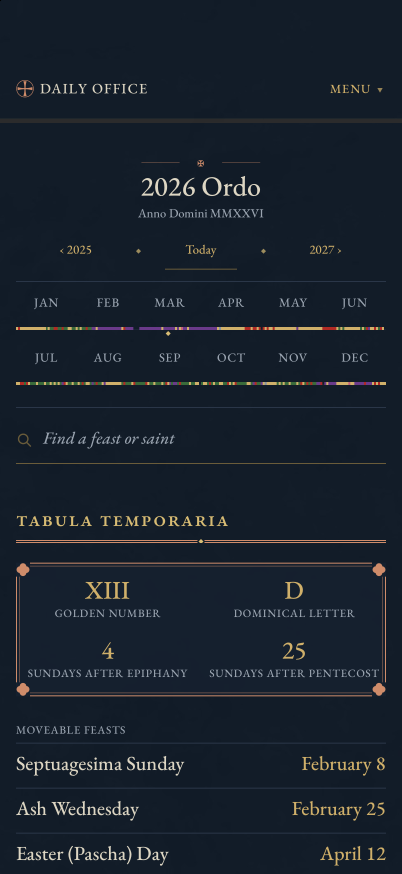 DAILY OFFICE
MENU ▼
2026 Ordo
Anno Domini MMXXVI
‹ 2025
Today
2027 ›
JAN FEB MAR APR MAY JUN
JUL AUG SEP OCT NOV DEC
Find a feast or saint
TABULA TEMPORARIA
XIII
GOLDEN NUMBER
D
DOMINICAL LETTER
4
SUNDAYS AFTER EPIPHANY
25
SUNDAYS AFTER PENTECOST
MOVEABLE FEASTS
Septuagesima Sunday February 8
Ash Wednesday February 25
Easter (Pascha) Day April 12